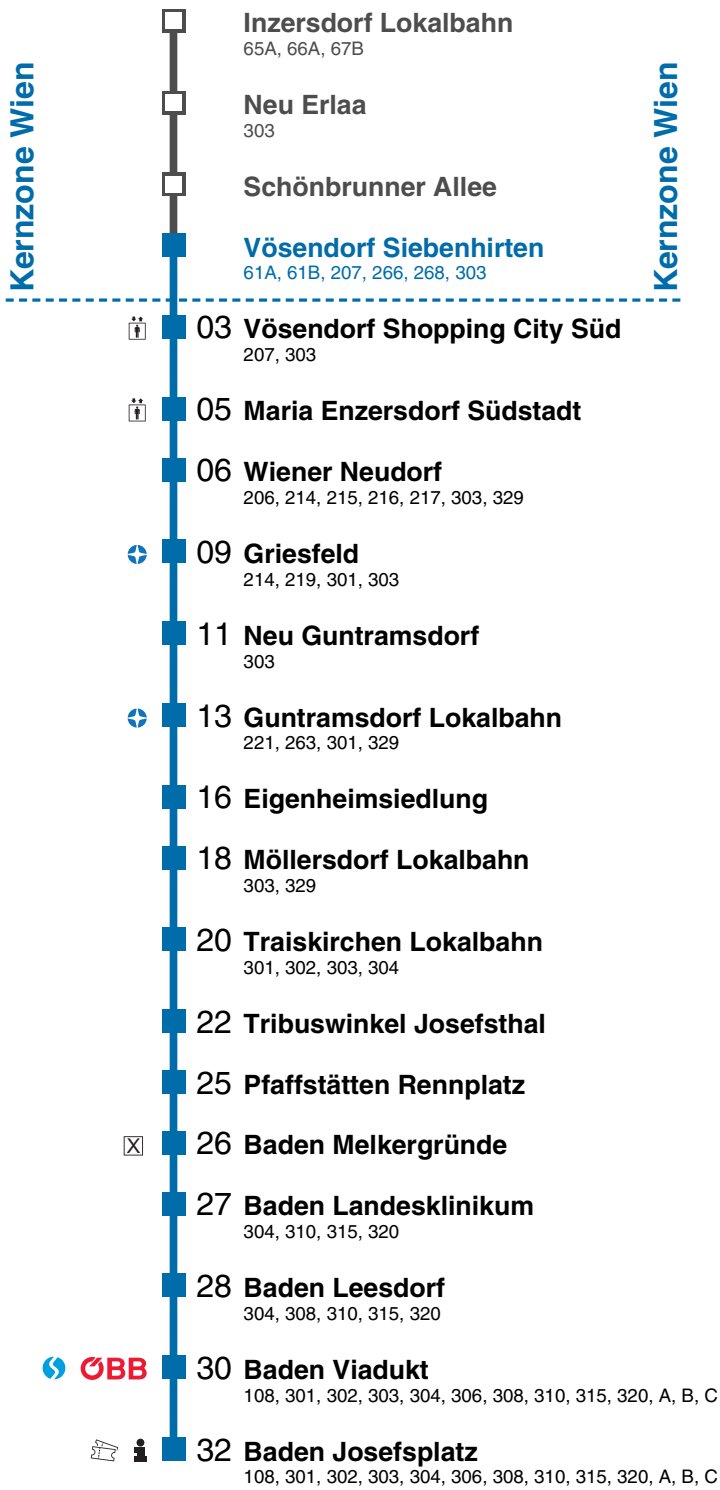 Kernzone Wien
Kernzone Wien
Inzersdorf Lokalbahn
65A, 66A, 67B
Neu Erlaa
303
Schönbrunner Allee
Vösendorf Siebenhirten
61A, 61B, 207, 266, 268, 303
03 Vösendorf Shopping City Süd
207, 303
05 Maria Enzersdorf Südstadt
06 Wiener Neudorf
206, 214, 215, 216, 217, 303, 329
09 Griesfeld
214, 219, 301, 303
11 Neu Guntramsdorf
303
13 Guntramsdorf Lokalbahn
221, 263, 301, 329
16 Eigenheimsiedlung
18 Möllersdorf Lokalbahn
303, 329
20 Traiskirchen Lokalbahn
301, 302, 303, 304
22 Tribuswinkel Josefsthal
25 Pfaffstätten Rennplatz
X 26 Baden Melkergründe
27 Baden Landesklinikum
304, 310, 315, 320
28 Baden Leesdorf
304, 308, 310, 315, 320
ÖBB 30 Baden Viadukt
108, 301, 302, 303, 304, 306, 308, 310, 315, 320, A, B, C
i 32 Baden Josefsplatz
108, 301, 302, 303, 304, 306, 308, 310, 315, 320, A, B, C